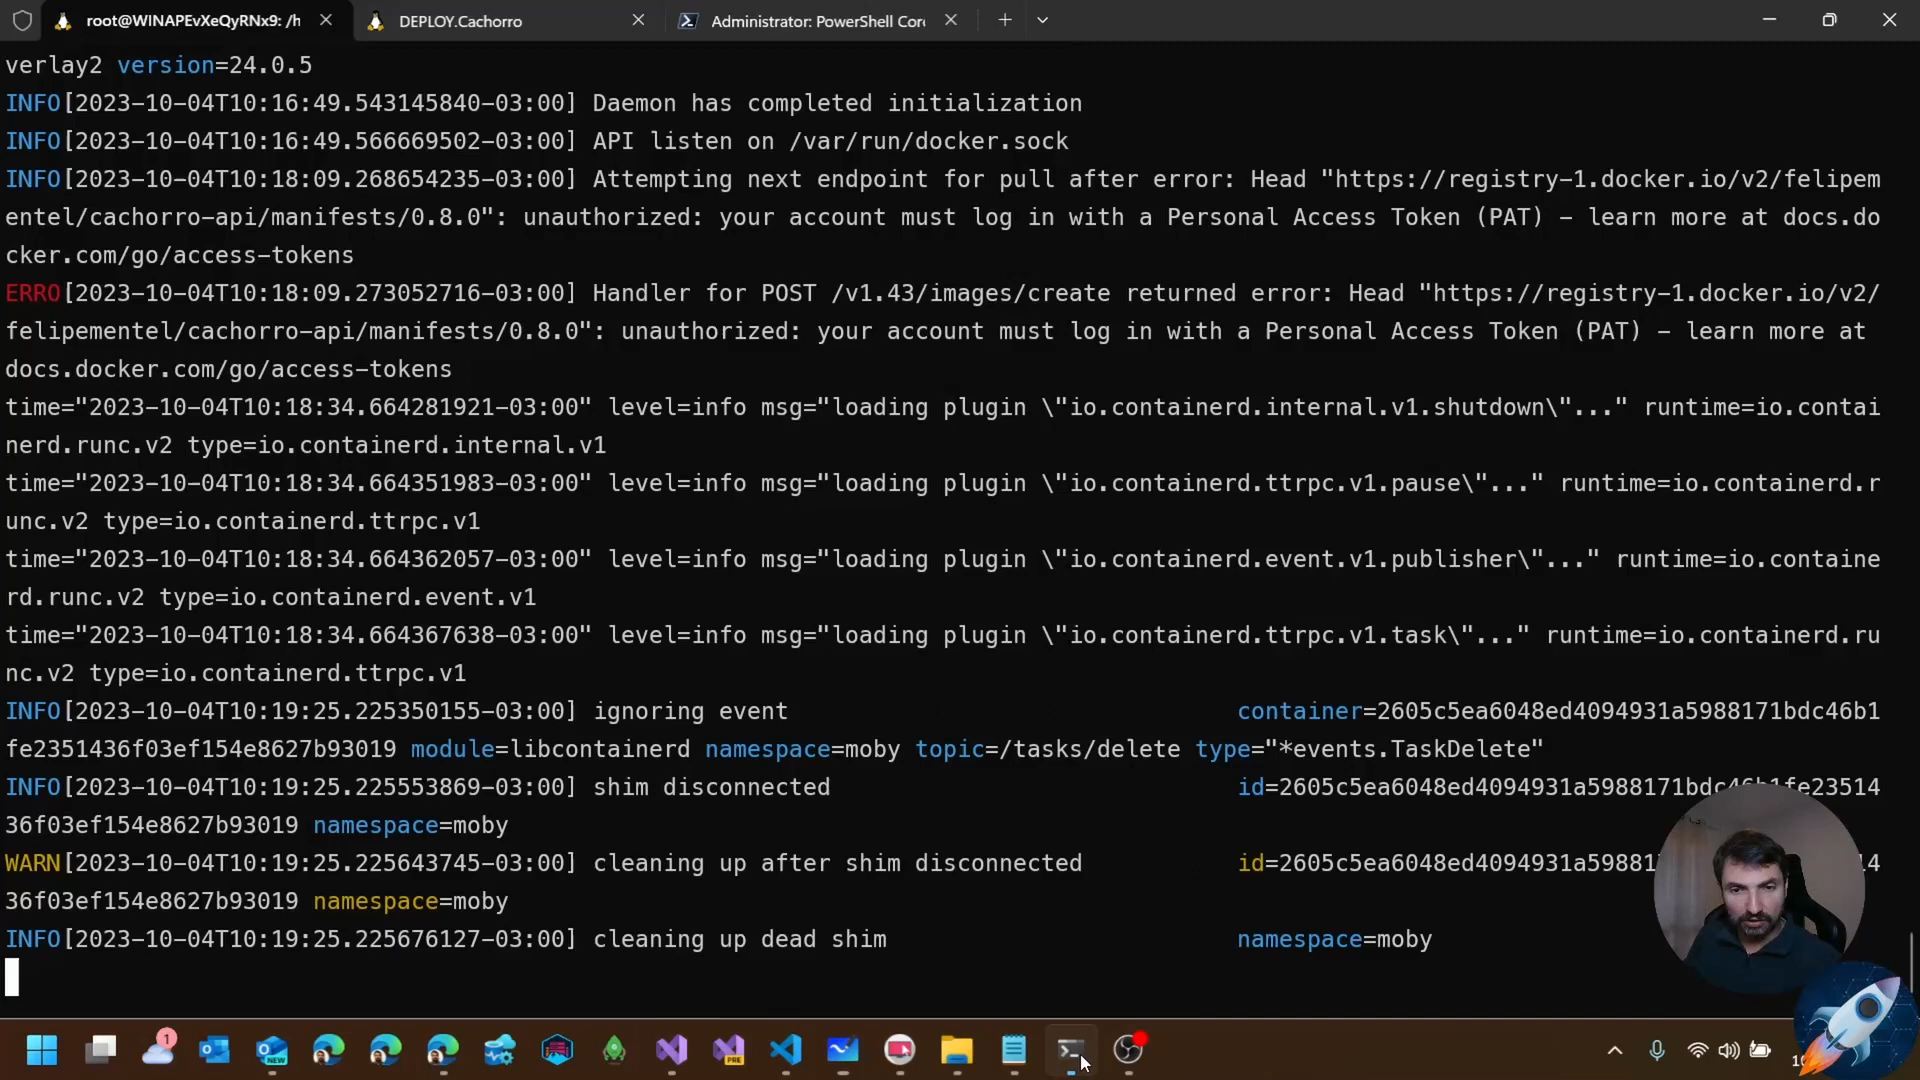 root@WINAPEvXeQyRNx9: /h
DEPLOY.Cachorro
Administrator: PowerShell Core
verlay2 version=24.0.5
INFO[2023-10-04T10:16:49.543145840-03:00] Daemon has completed initialization
INFO[2023-10-04T10:16:49.566669502-03:00] API listen on /var/run/docker.sock
INFO[2023-10-04T10:18:09.268654235-03:00] Attempting next endpoint for pull after error: Head "https://registry-1.docker.io/v2/felipem
entel/cachorro-api/manifests/0.8.0": unauthorized: your account must log in with a Personal Access Token (PAT) - learn more at docs.do
cker.com/go/access-tokens
ERRO[2023-10-04T10:18:09.273052716-03:00] Handler for POST /v1.43/images/create returned error: Head "https://registry-1.docker.io/v2/
felipementel/cachorro-api/manifests/0.8.0": unauthorized: your account must log in with a Personal Access Token (PAT) - learn more at
docs.docker.com/go/access-tokens
time="2023-10-04T10:18:34.664281921-03:00" level=info msg="loading plugin \"io.containerd.internal.v1.shutdown\"..." runtime=io.contai
nerd.runc.v2 type=io.containerd.internal.v1
time="2023-10-04T10:18:34.664351983-03:00" level=info msg="loading plugin \"io.containerd.ttrpc.v1.pause\"..." runtime=io.containerd.r
unc.v2 type=io.containerd.ttrpc.v1
time="2023-10-04T10:18:34.664362057-03:00" level=info msg="loading plugin \"io.containerd.event.v1.publisher\"..." runtime=io.containe
rd.runc.v2 type=io.containerd.event.v1
time="2023-10-04T10:18:34.664367638-03:00" level=info msg="loading plugin \"io.containerd.ttrpc.v1.task\"..." runtime=io.containerd.ru
nc.v2 type=io.containerd.ttrpc.v1
INFO[2023-10-04T10:19:25.225350155-03:00] ignoring event container=2605c5ea6048ed4094931a5988171bdc46b1
fe2351436f03ef154e8627b93019 module=libcontainerd namespace=moby topic=/tasks/delete type="*events.TaskDelete"
INFO[2023-10-04T10:19:25.225553869-03:00] shim disconnected id=2605c5ea6048ed4094931a5988171bdc46b1fe23514
36f03ef154e8627b93019 namespace=moby
WARN[2023-10-04T10:19:25.225643745-03:00] cleaning up after shim disconnected
36f03ef154e8627b93019 namespace=moby
INFO[2023-10-04T10:19:25.225676127-03:00] cleaning up dead shim namespace=moby
1
NEW
PRE